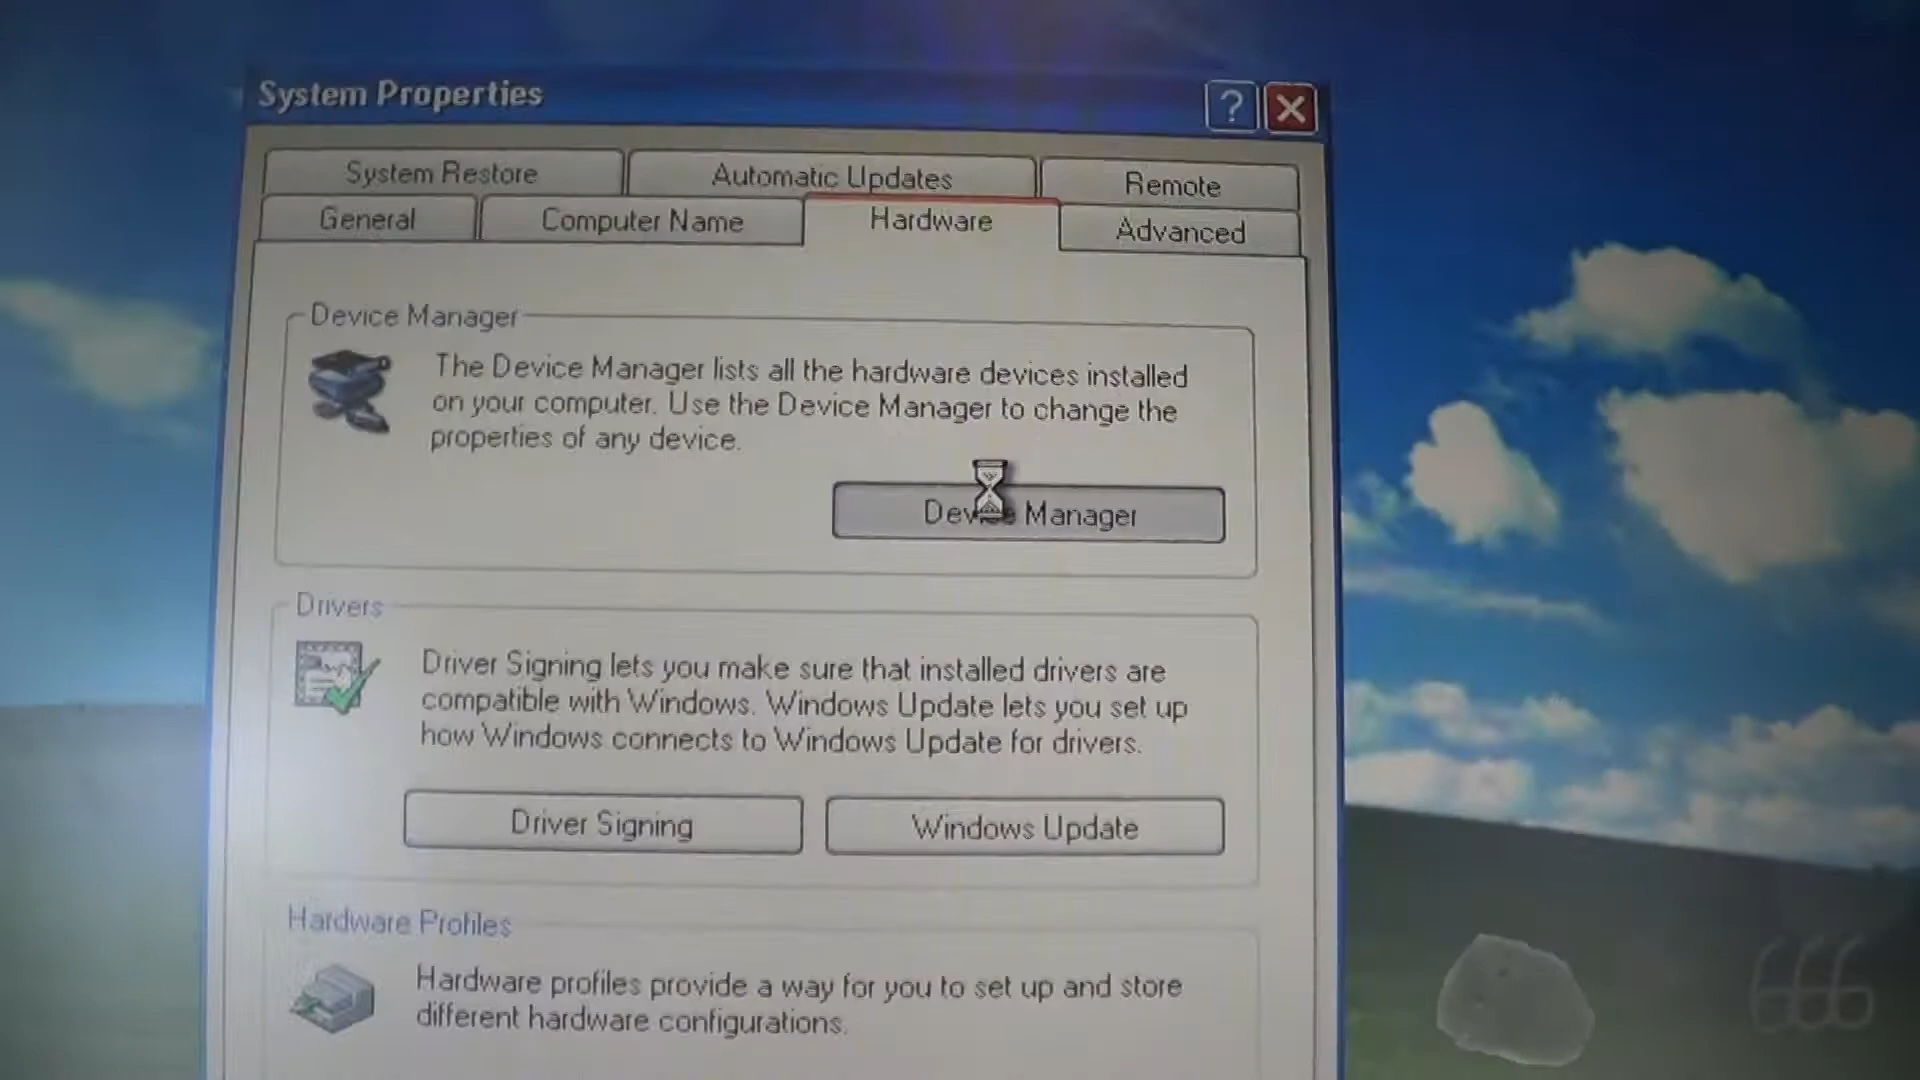 System Properties
?
System Restore
Automatic Updates
Remote
General
Computer Name
Hardware
Advanced
Device Manager
The Device Manager lists all the hardware devices installed
on your computer. Use the Device Manager to change the
properties of any device.
Device Manager
Drivers
Driver Signing lets you make sure that installed drivers are
compatible with Windows. Windows Update lets you set up
how Windows connects to Windows Update for drivers.
Driver Signing
Windows Update
Hardware Profiles
Hardware profiles provide a way for you to set up and store
different hardware configurations.
666